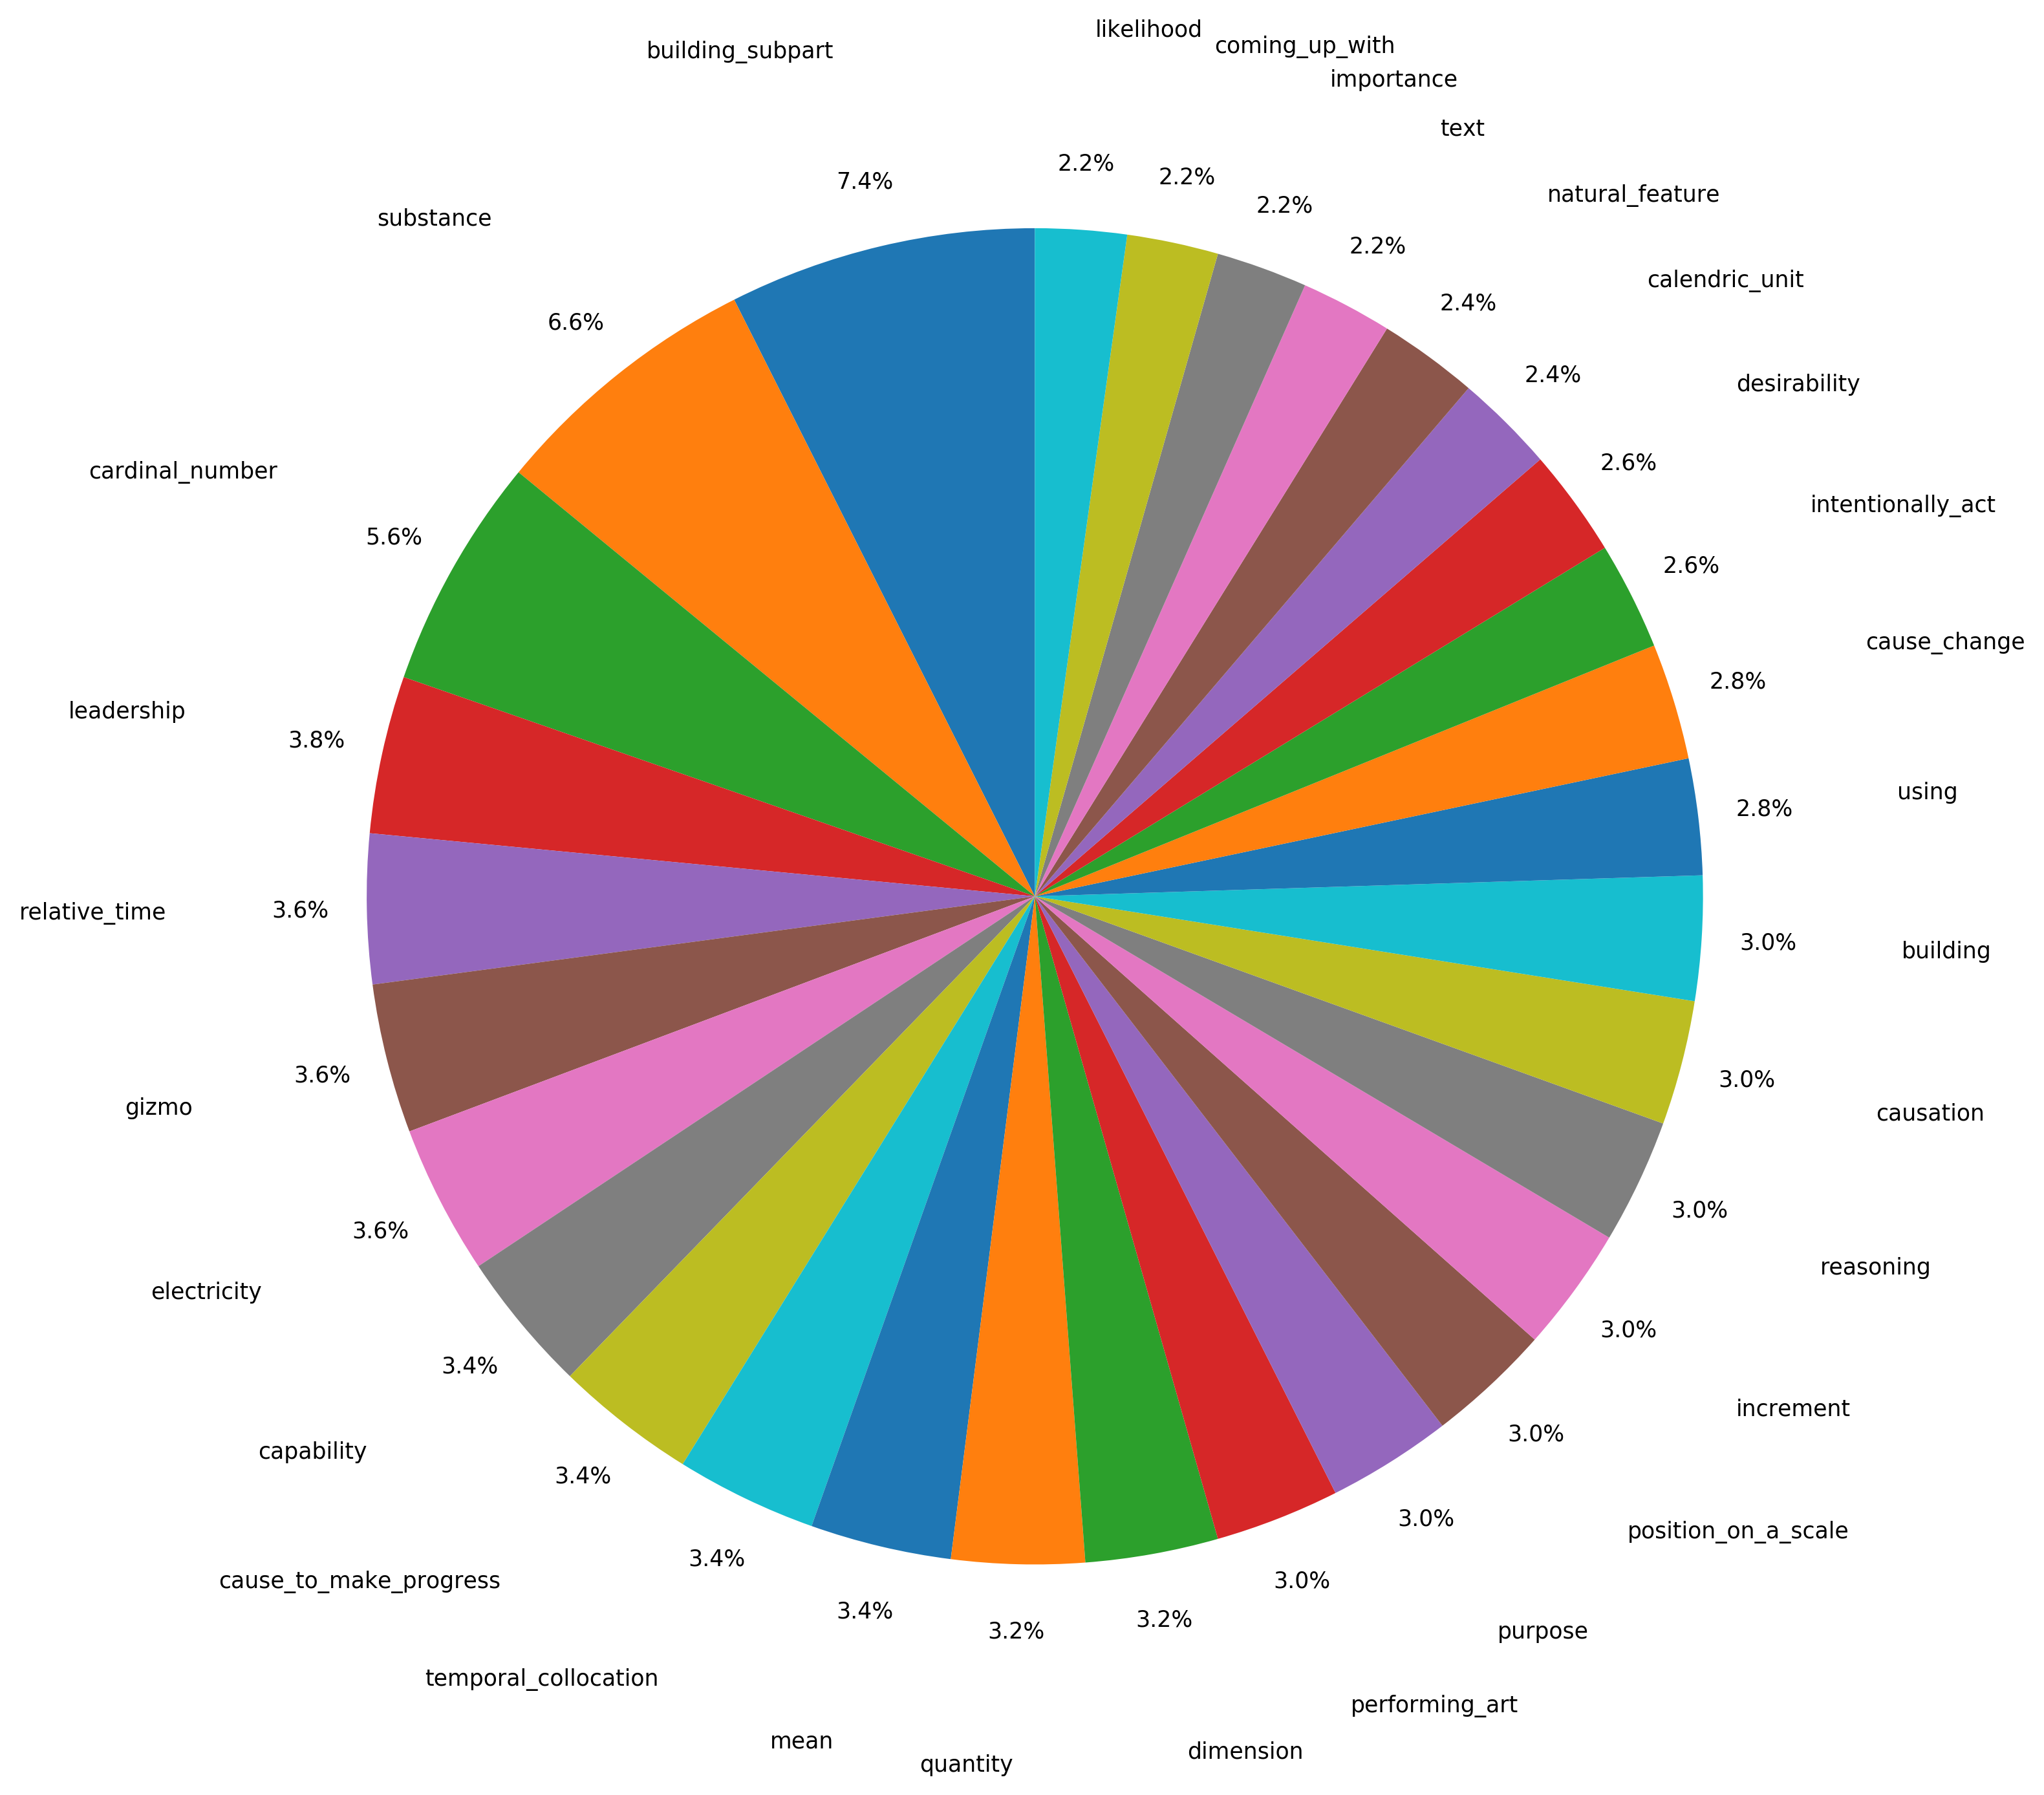 likelihood
coming_up_with
building_subpart
importance
text
2.2%
2.2%
7.4%
natural_feature
2.2%
substance
2.2%
calendric_unit
2.4%
6.6%
2.4%
desirability
2.6%
cardinal_number
intentionally_act
5.6%
2.6%
cause_change
2.8%
leadership
3.8%
using
2.8%
relative_time
3.6%
3.0%
building
3.6%
3.0%
gizmo
causation
3.0%
3.6%
reasoning
electricity
3.0%
3.4%
increment
3.0%
capability
3.4%
3.0%
position_on_a_scale
3.4%
cause_to_make_progress
3.0%
3.4%
3.2%
3.2%
purpose
temporal_collocation
performing_art
mean
dimension
quantity